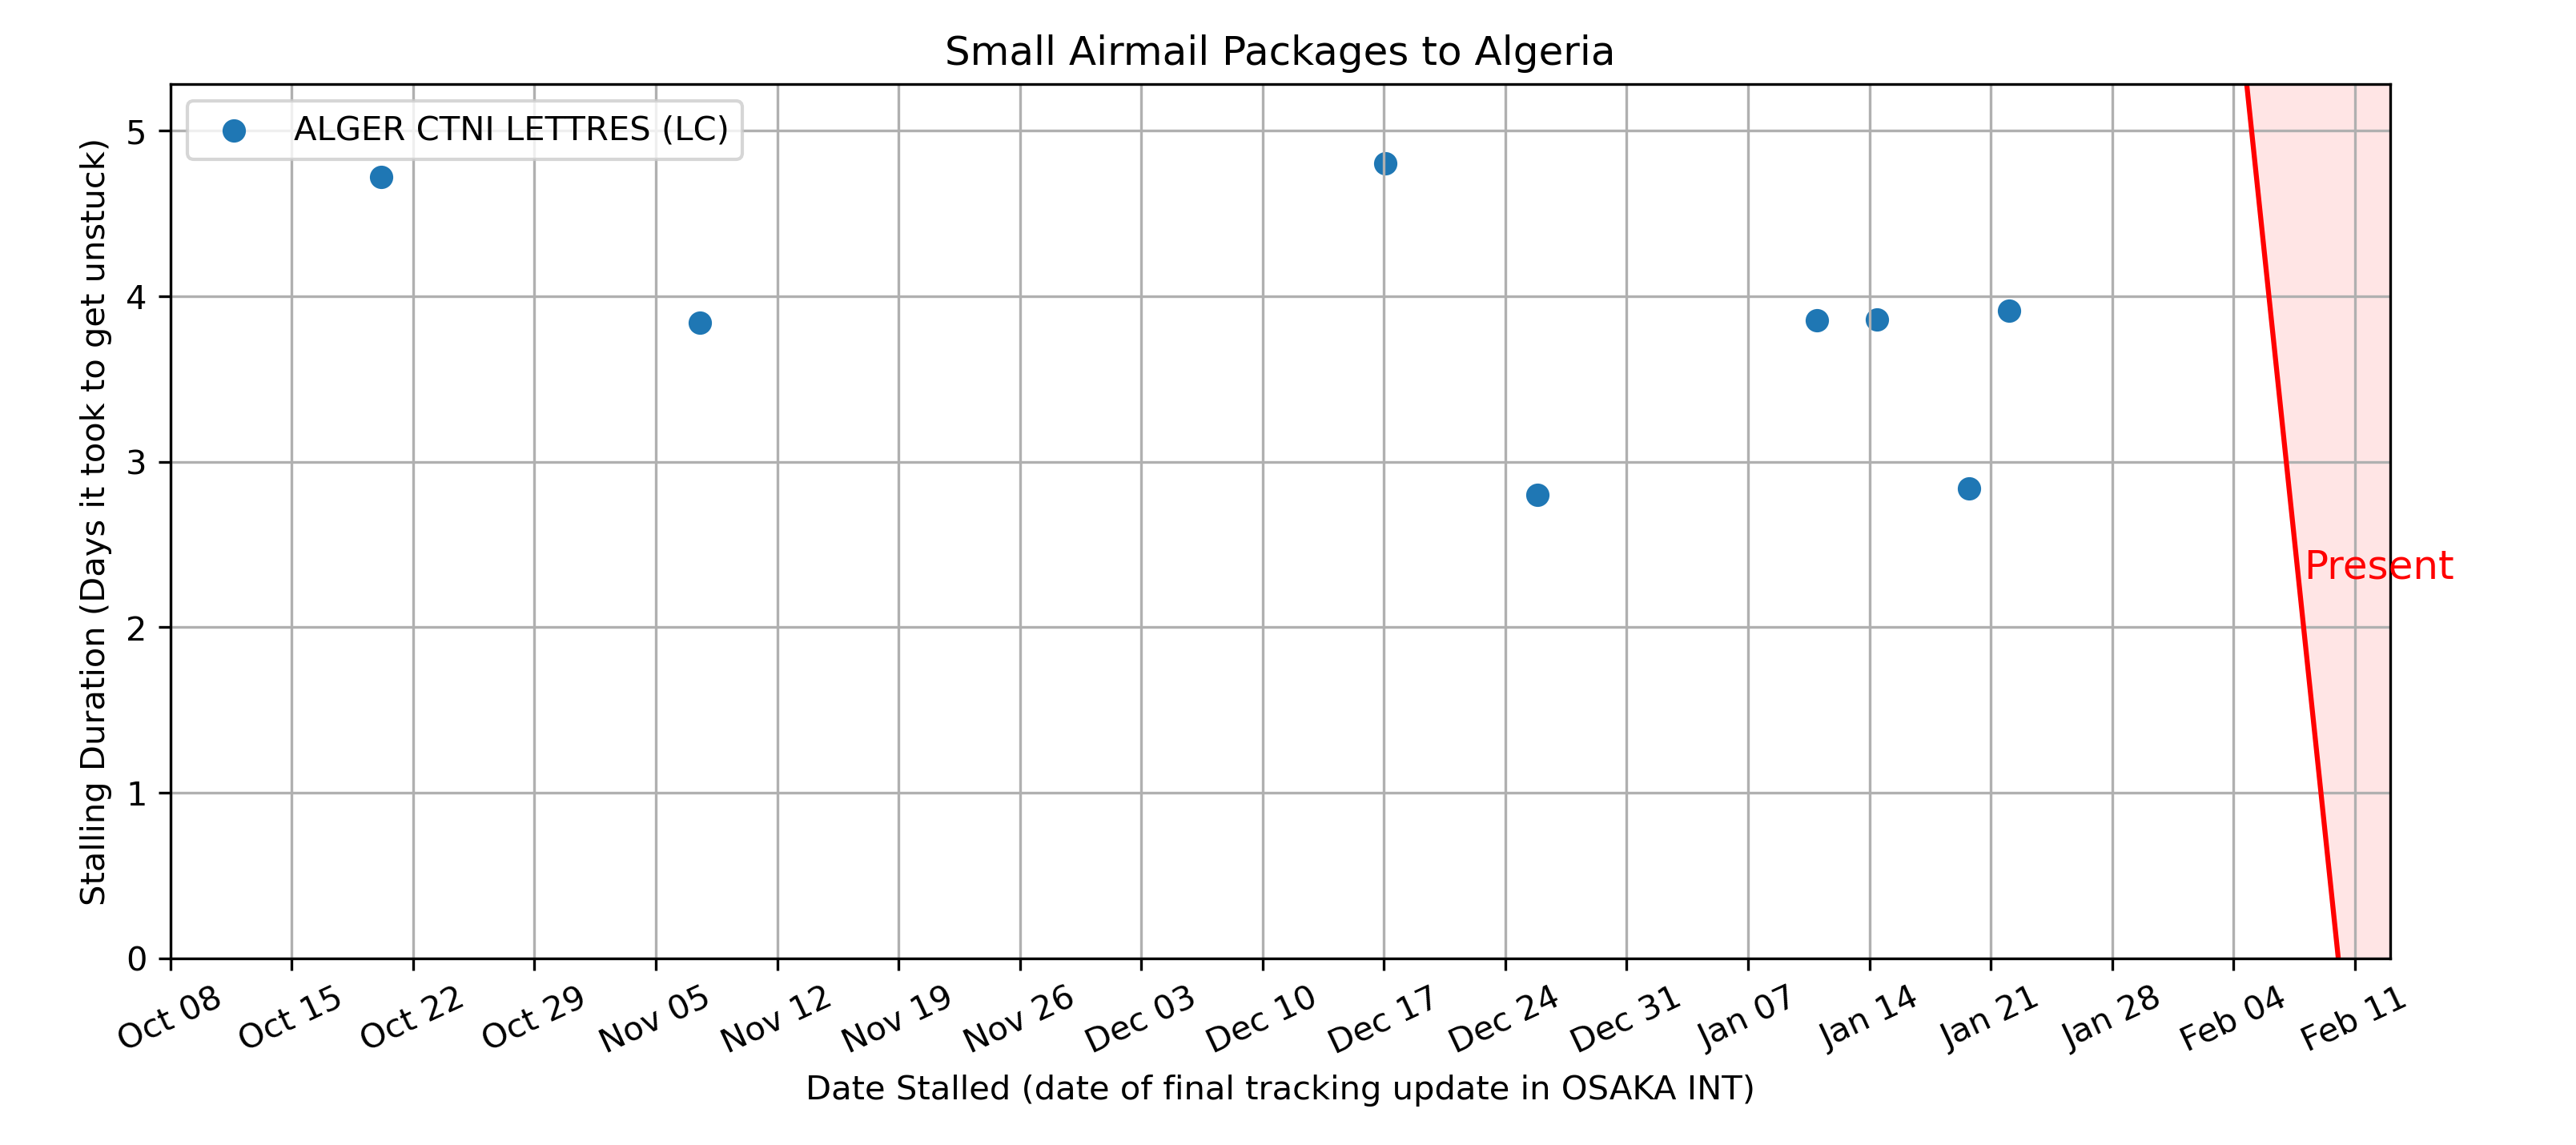 Small Airmail Packages to Algeria
ALGER CTNI LETTRES (LC)
Stalling Duration (Days it took to get unstuck)
5
4
3
2
1
0
Present
Oct 08 Oct 15 Oct 22 Oct 29 Nov 05 Nov 12 Nov 19 Nov 26 Dec 03 Dec 10 Dec 17 Dec 24 Dec 31 Jan 07 Jan 14 Jan 21 Jan 28 Feb 04 Feb 11
Date Stalled (date of final tracking update in OSAKA INT)